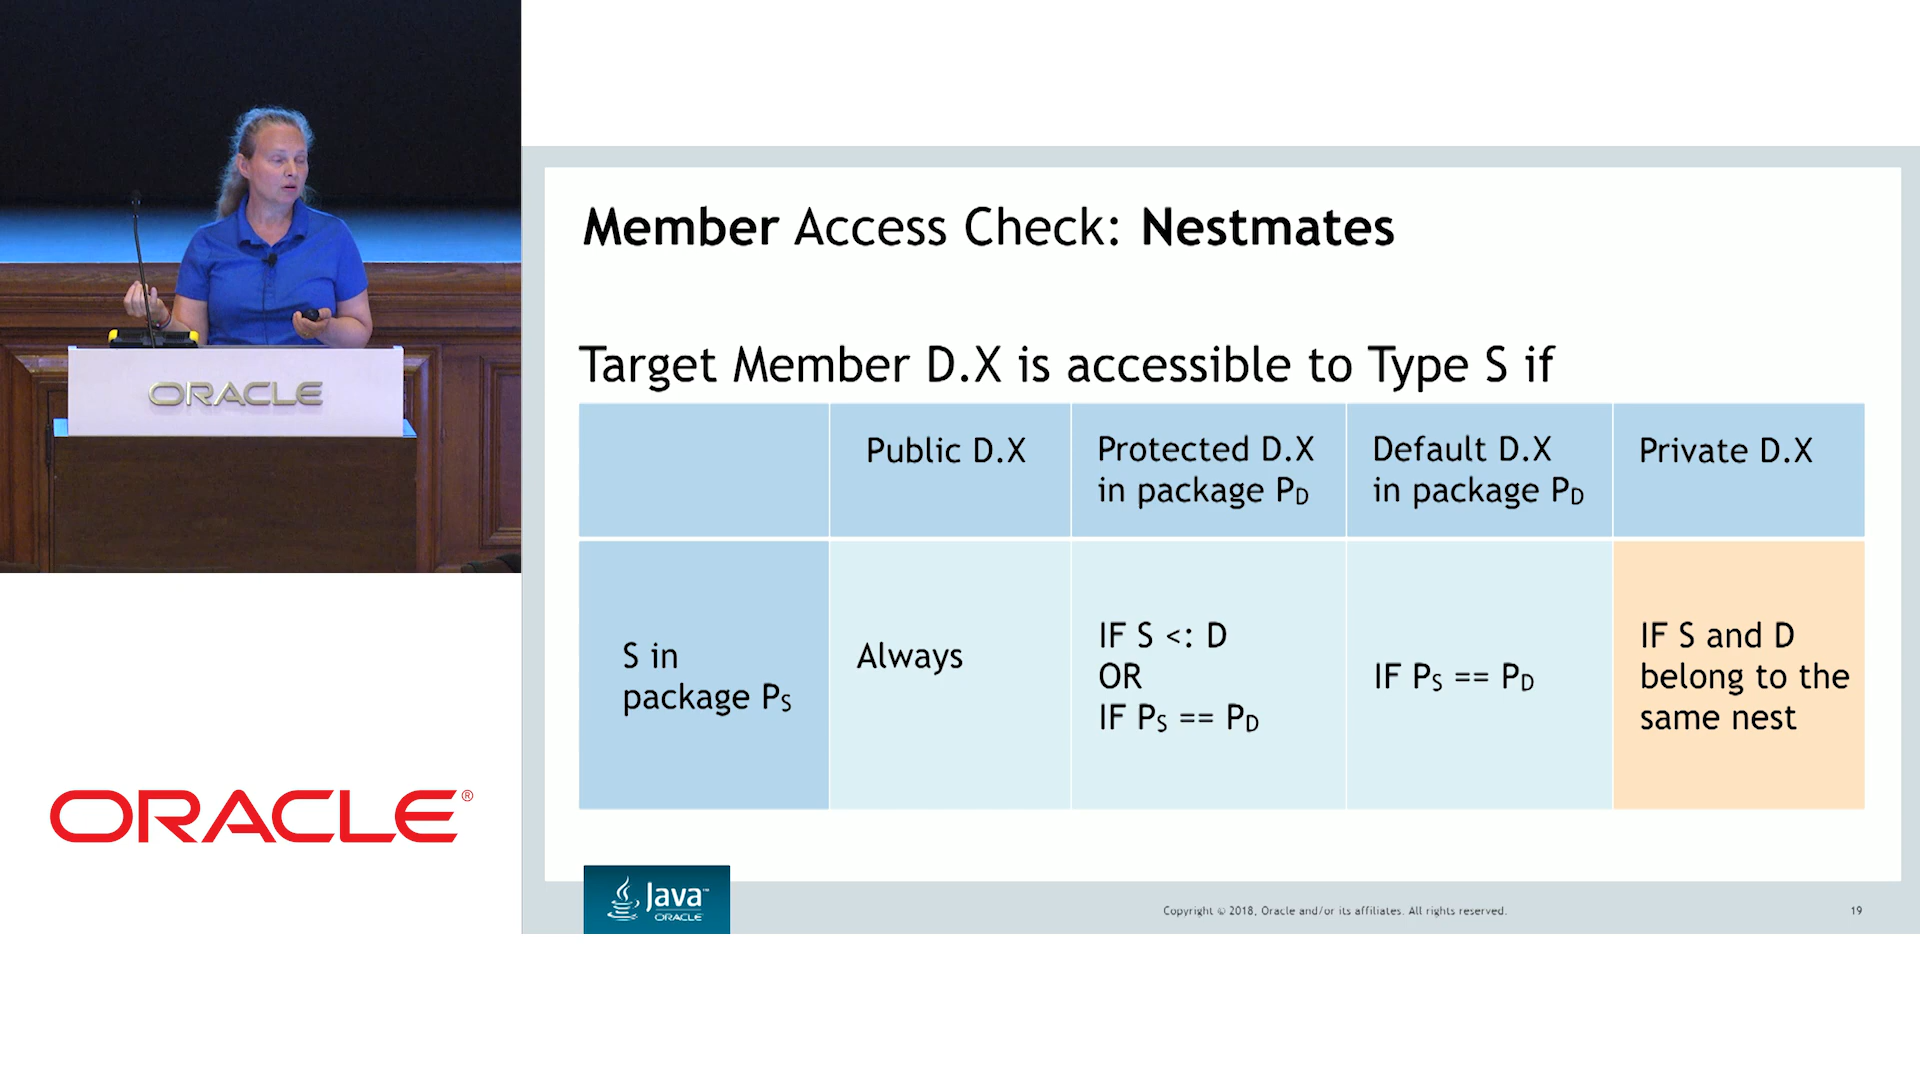 ORACLE
ORACLE®
Member Access Check: Nestmates
Target Member D.X is accessible to Type S if
Public D.X
Protected D.X
in package PD
Default D.X
in package PD
Private D.X
S in
package PS
Always
IF S <: D
OR
IF PS == PD
IF PS == PD
IF S and D
belong to the
same nest
Java™
ORACLE
Copyright © 2018, Oracle and/or its affiliates. All rights reserved.
19